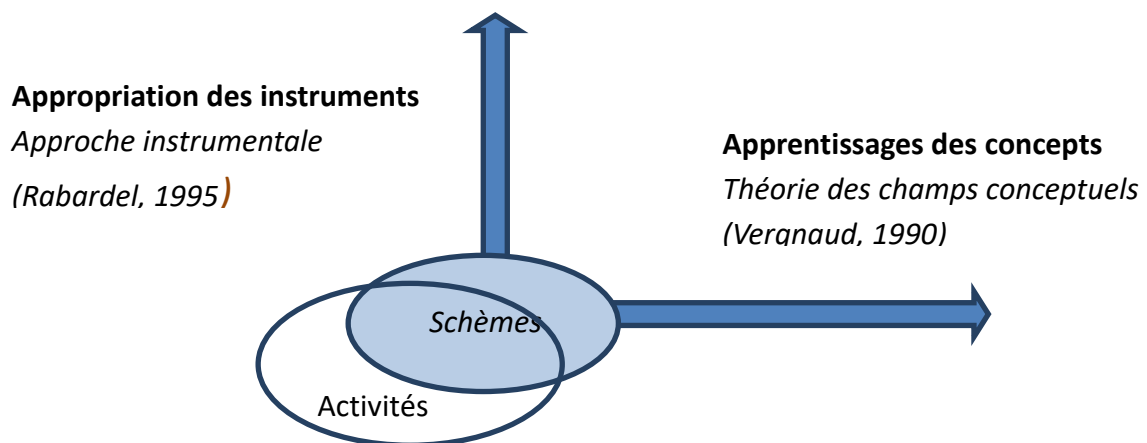 Appropriation des instruments
Approche instrumentale
(Rabardel, 1995)
Apprentissages des concepts
Théorie des champs conceptuels
(Vergnaud, 1990)
Schèmes
Activités